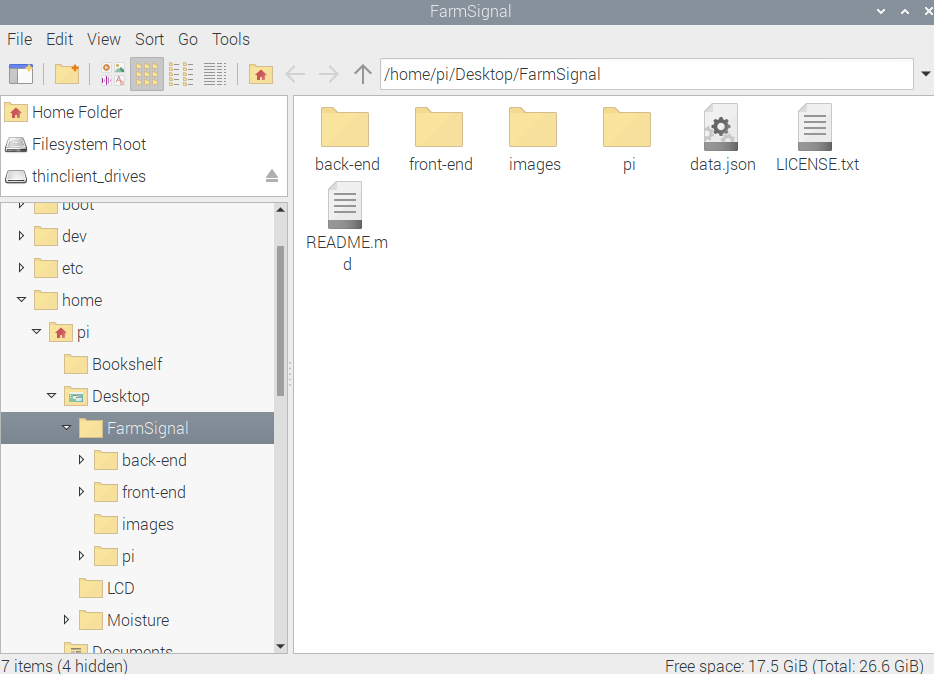 FarmSignal
File Edit View Sort Go Tools
/home/pi/Desktop/FarmSignal
Home Folder
Filesystem Root
thinclient_drives
boot
dev
etc
home
pi
Bookshelf
Desktop
FarmSignal
back-end
front-end
images
pi
LCD
Moisture
Documents
back-end front-end images pi data.json LICENSE.txt
README.m
d
7 items (4 hidden) Free space: 17.5 GiB (Total: 26.6 GiB)